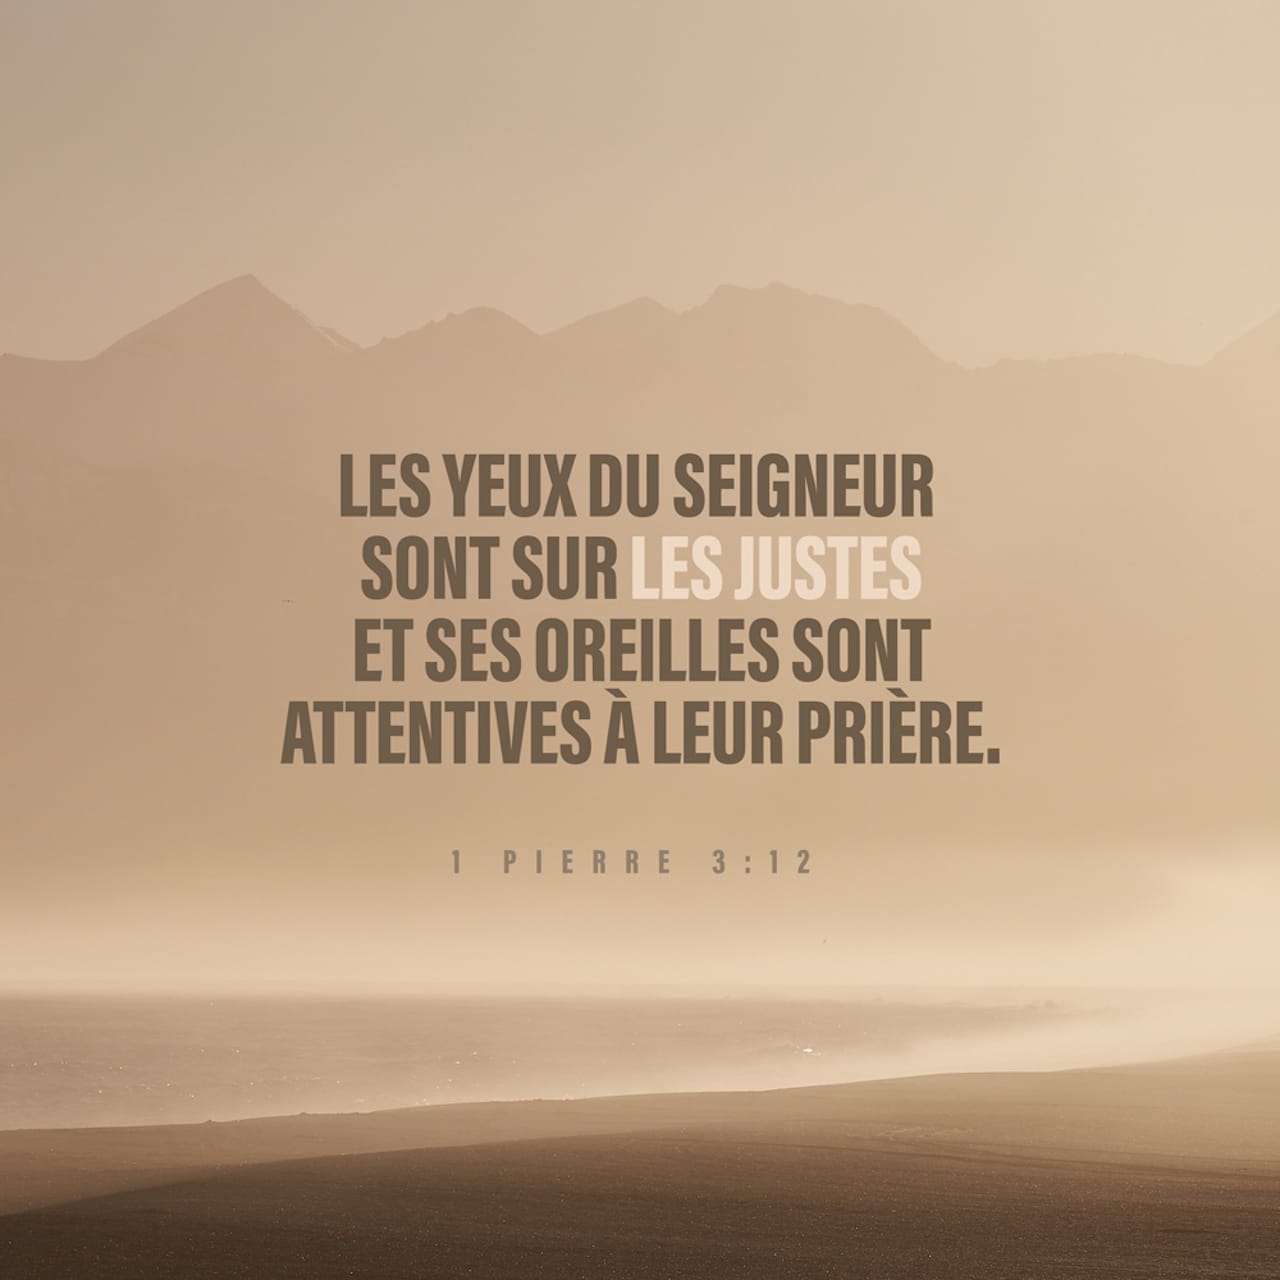 LES YEUX DU SEIGNEUR
SONT SUR LES JUSTES
ET SES OREILLES SONT
ATTENTIVES À LEUR PRIÈRE.
1 PIERRE 3:12